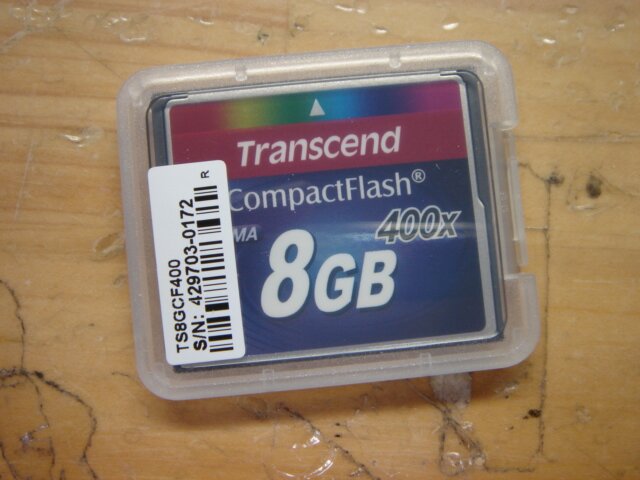 Transcend
CompactFlash®
MA
400x
8GB
TS8GCF400
S/N: 429703-0172
R